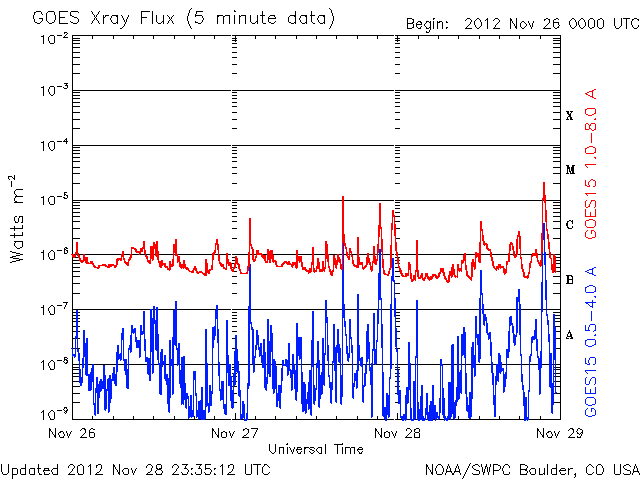 GOES Xray Flux (5 minute data)
Begin: 2012 Nov 26 0000 UTC
10⁻²
10⁻³
10⁻⁴
10⁻⁵
10⁻⁶
10⁻⁷
10⁻⁸
10⁻⁹
Watts m⁻²
X
M
C
B
A
GOES15 1.0-8.0 A
GOES15 0.5-4.0 A
Nov 26
Nov 27
Nov 28
Nov 29
Universal Time
Updated 2012 Nov 28 23:35:12 UTC
NOAA/SWPC Boulder, CO USA